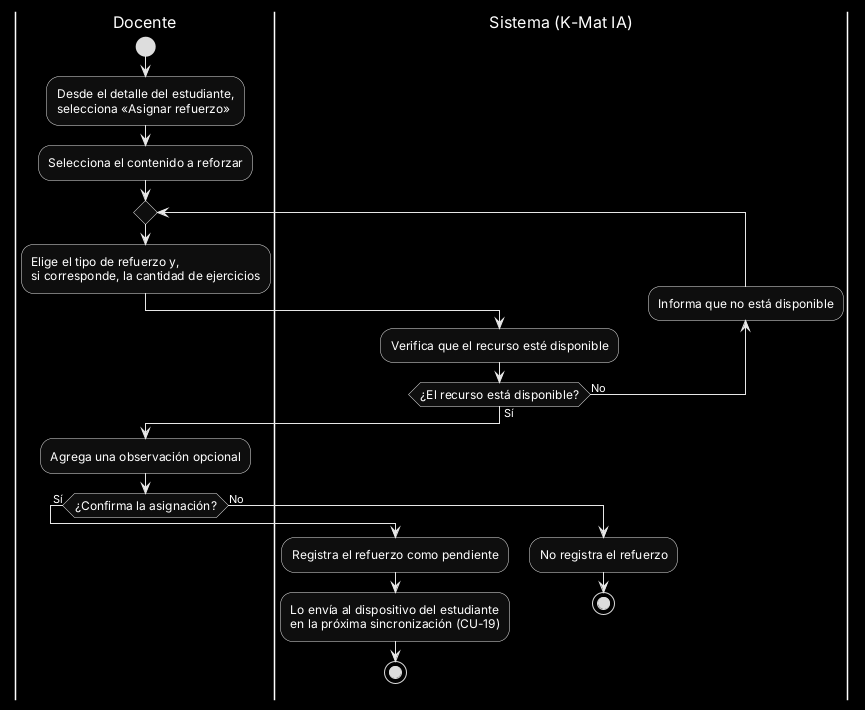 Docente
Sistema (K-Mat IA)
Desde el detalle del estudiante,
selecciona «Asignar refuerzo»
Selecciona el contenido a reforzar
Elige el tipo de refuerzo y,
si corresponde, la cantidad de ejercicios
Informa que no está disponible
Verifica que el recurso esté disponible
¿El recurso está disponible?
No
Sí
Agrega una observación opcional
Sí
¿Confirma la asignación?
No
Registra el refuerzo como pendiente
No registra el refuerzo
Lo envía al dispositivo del estudiante
en la próxima sincronización (CU-19)